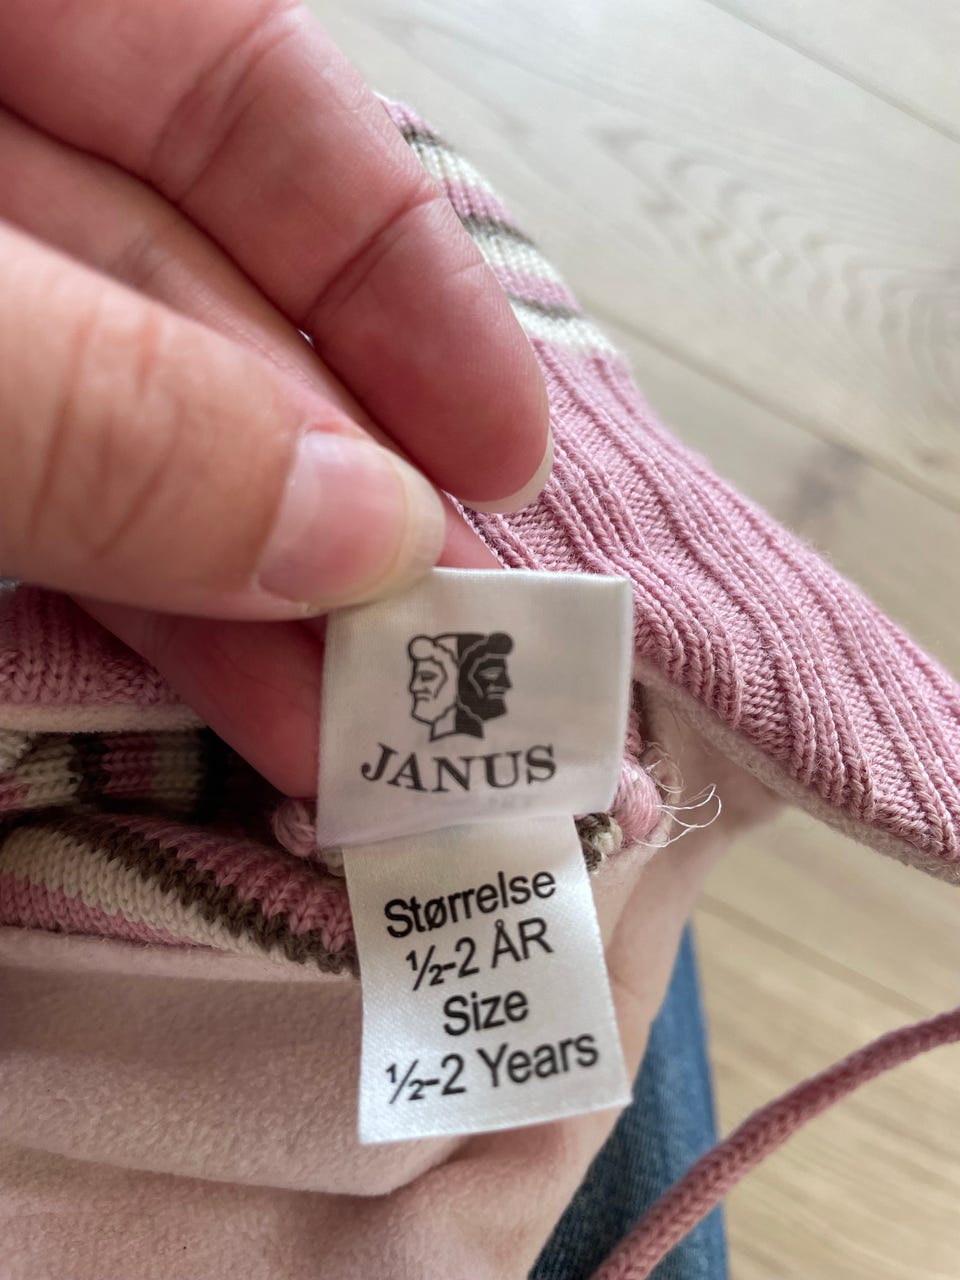 JANUS
Størrelse
½-2 ÅR
Size
½-2 Years